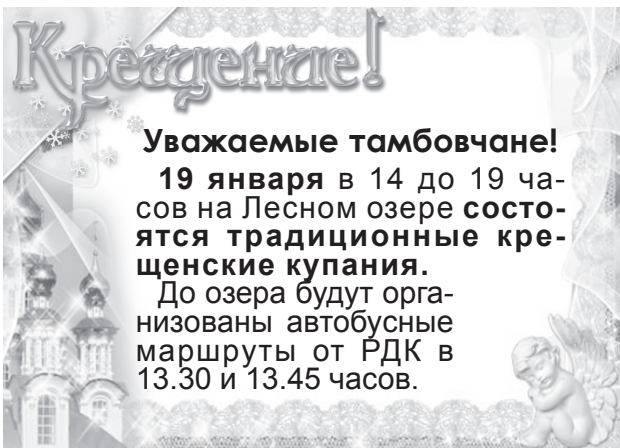 Крещение!
Уважаемые тамбовчане!
19 января в 14 до 19 ча-
сов на Лесном озере состо-
ятся традиционные кре-
щенские купания.
До озера будут орга-
низованы автобусные
маршруты от РДК в
13.30 и 13.45 часов.